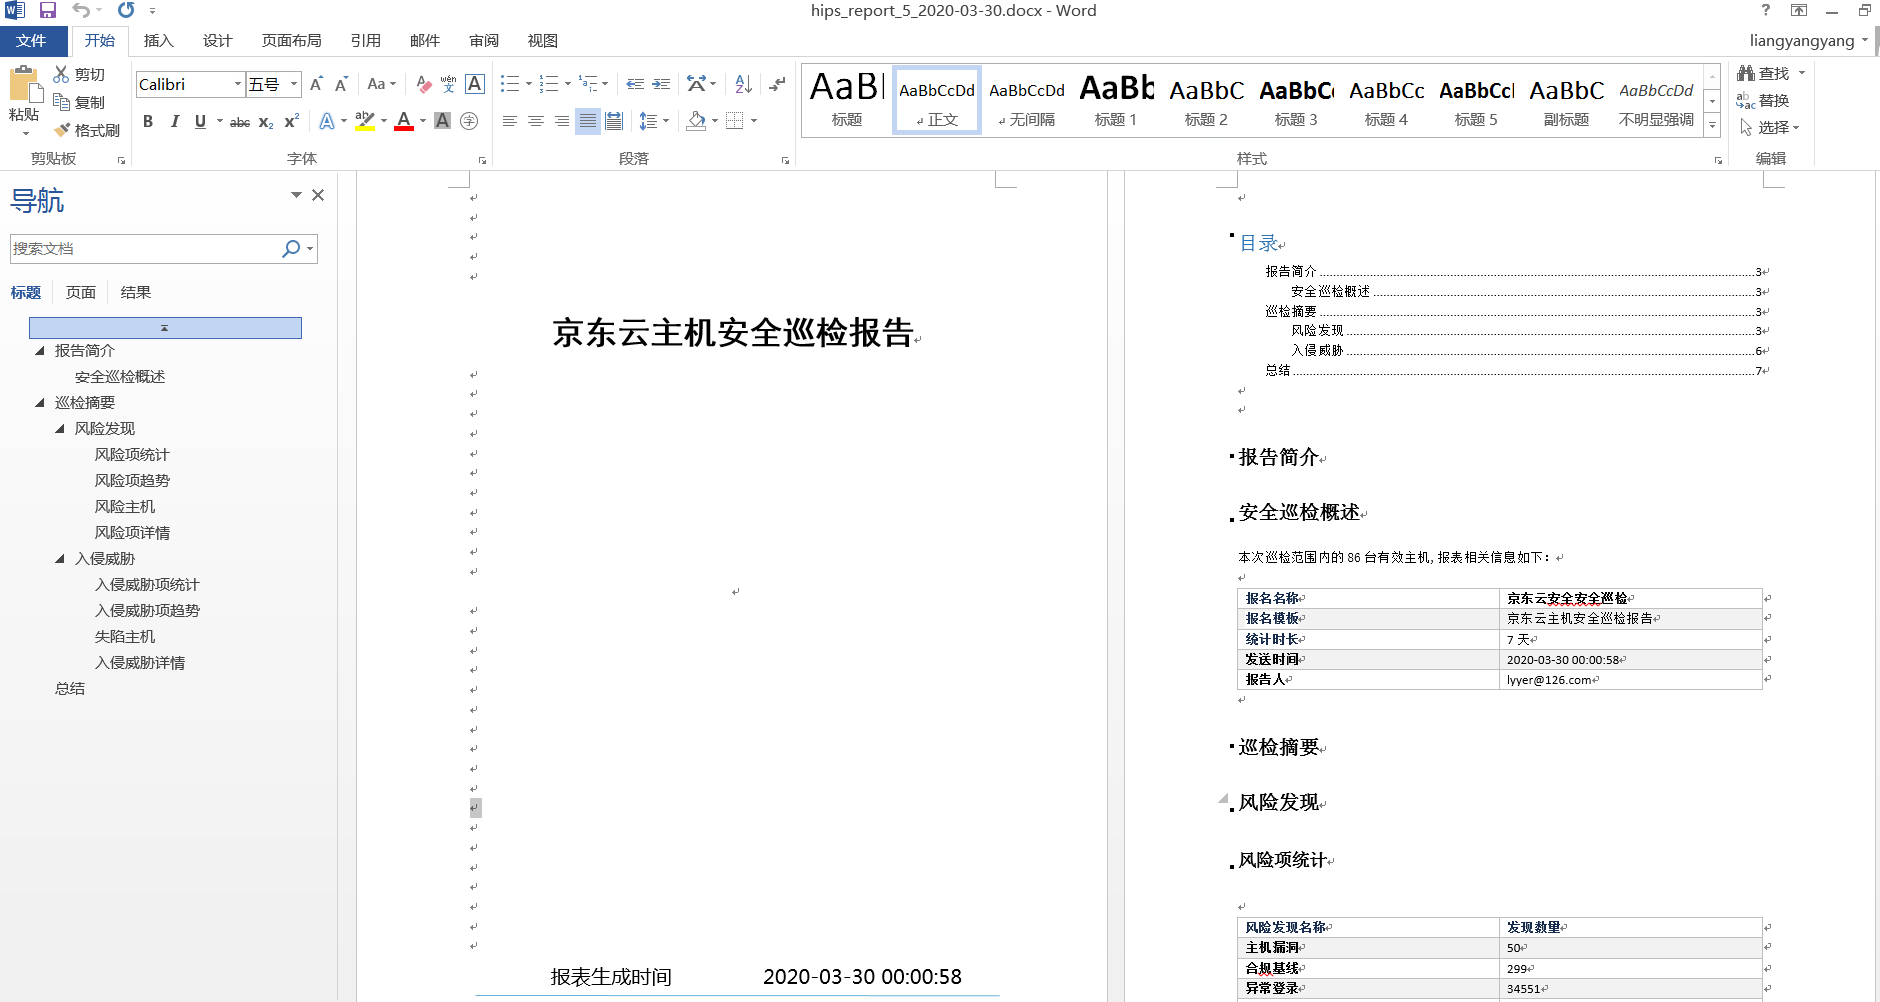 hips_report_5_2020-03-30.docx - Word
?
文件 开始 插入 设计 页面布局 引用 邮件 审阅 视图
liangyangyang
粘贴
剪切
复制
格式刷
剪贴板
Calibri 五号
Aa
wén
文
A
B I U abc x₂ x² A ab A A 字
字体
段落
AaBl AaBbCcDd AaBbCcDd AaBb AaBbC AaBbC AaBbCc AaBbCcl AaBbC AaBbCcDd
标题 正文 无间隔 标题 1 标题 2 标题 3 标题 4 标题 5 副标题 不明显强调
样式
查找
替换
选择
编辑
导航
搜索文档
标题 页面 结果
报告简介
安全巡检概述
巡检摘要
风险发现
风险项统计
风险项趋势
风险主机
风险项详情
入侵威胁
入侵威胁项统计
入侵威胁项趋势
失陷主机
入侵威胁详情
总结
京东云主机安全巡检报告
报表生成时间 2020-03-30 00:00:58
目录
报告简介 3
安全巡检概述 3
巡检摘要 3
风险发现 3
入侵威胁 6
总结 7
报告简介
安全巡检概述
本次巡检范围内的 86 台有效主机, 报表相关信息如下：
报名名称 京东云安全安全巡检
报名模板 京东云主机安全巡检报告
统计时长 7 天
发送时间 2020-03-30 00:00:58
报告人 lyyer@126.com
巡检摘要
风险发现
风险项统计
风险发现名称 发现数量
主机漏洞 50
合规基线 299
异常登录 34551